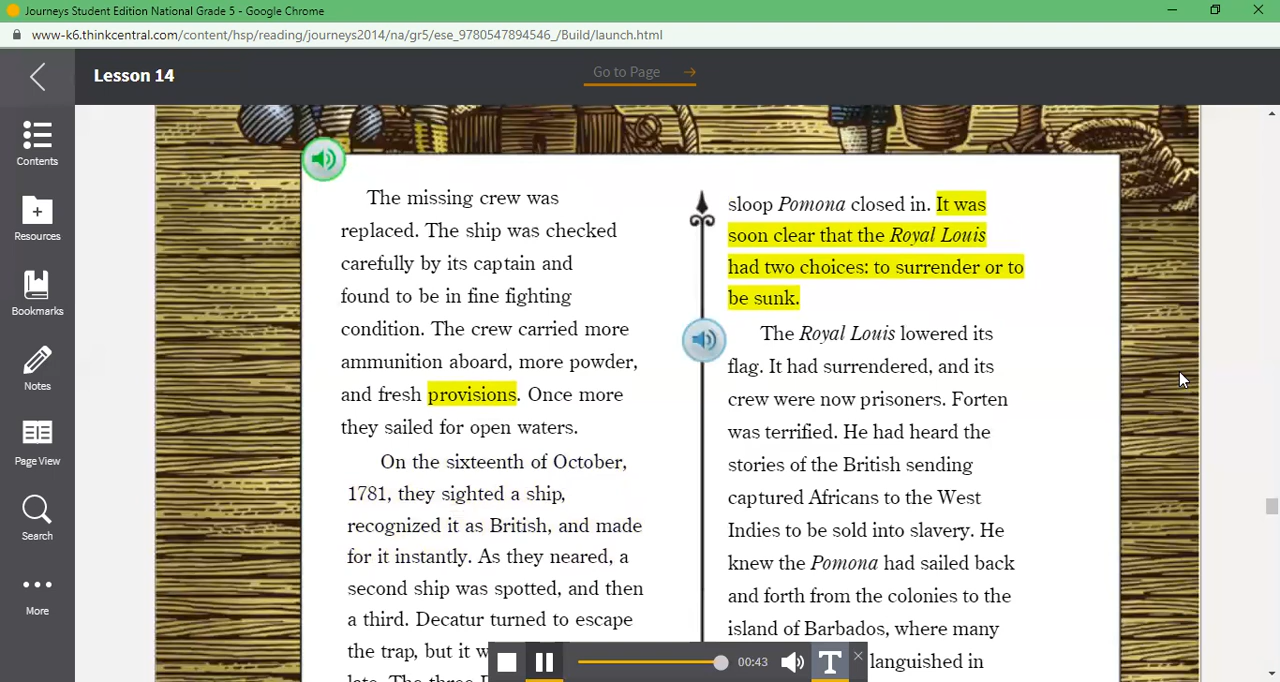 Journeys Student Edition National Grade 5 - Google Chrome
www-k6.thinkcentral.com/content/hsp/reading/journeys2014/na/gr5/ese_9780547894546_/Build/launch.html
Lesson 14
Go to Page
Contents
Resources
Bookmarks
Notes
Page View
Search
More
The missing crew was
replaced. The ship was checked
carefully by its captain and
found to be in fine fighting
condition. The crew carried more
ammunition aboard, more powder,
and fresh provisions. Once more
they sailed for open waters.
On the sixteenth of October,
1781, they sighted a ship,
recognized it as British, and made
for it instantly. As they neared, a
second ship was spotted, and then
a third. Decatur turned to escape
the trap, but it
sloop Pomona closed in. It was
soon clear that the Royal Louis
had two choices: to surrender or to
be sunk.
The Royal Louis lowered its
flag. It had surrendered, and its
crew were now prisoners. Forten
was terrified. He had heard the
stories of the British sending
captured Africans to the West
Indies to be sold into slavery. He
knew the Pomona had sailed back
and forth from the colonies to the
island of Barbados, where many
languished in
00:43
T